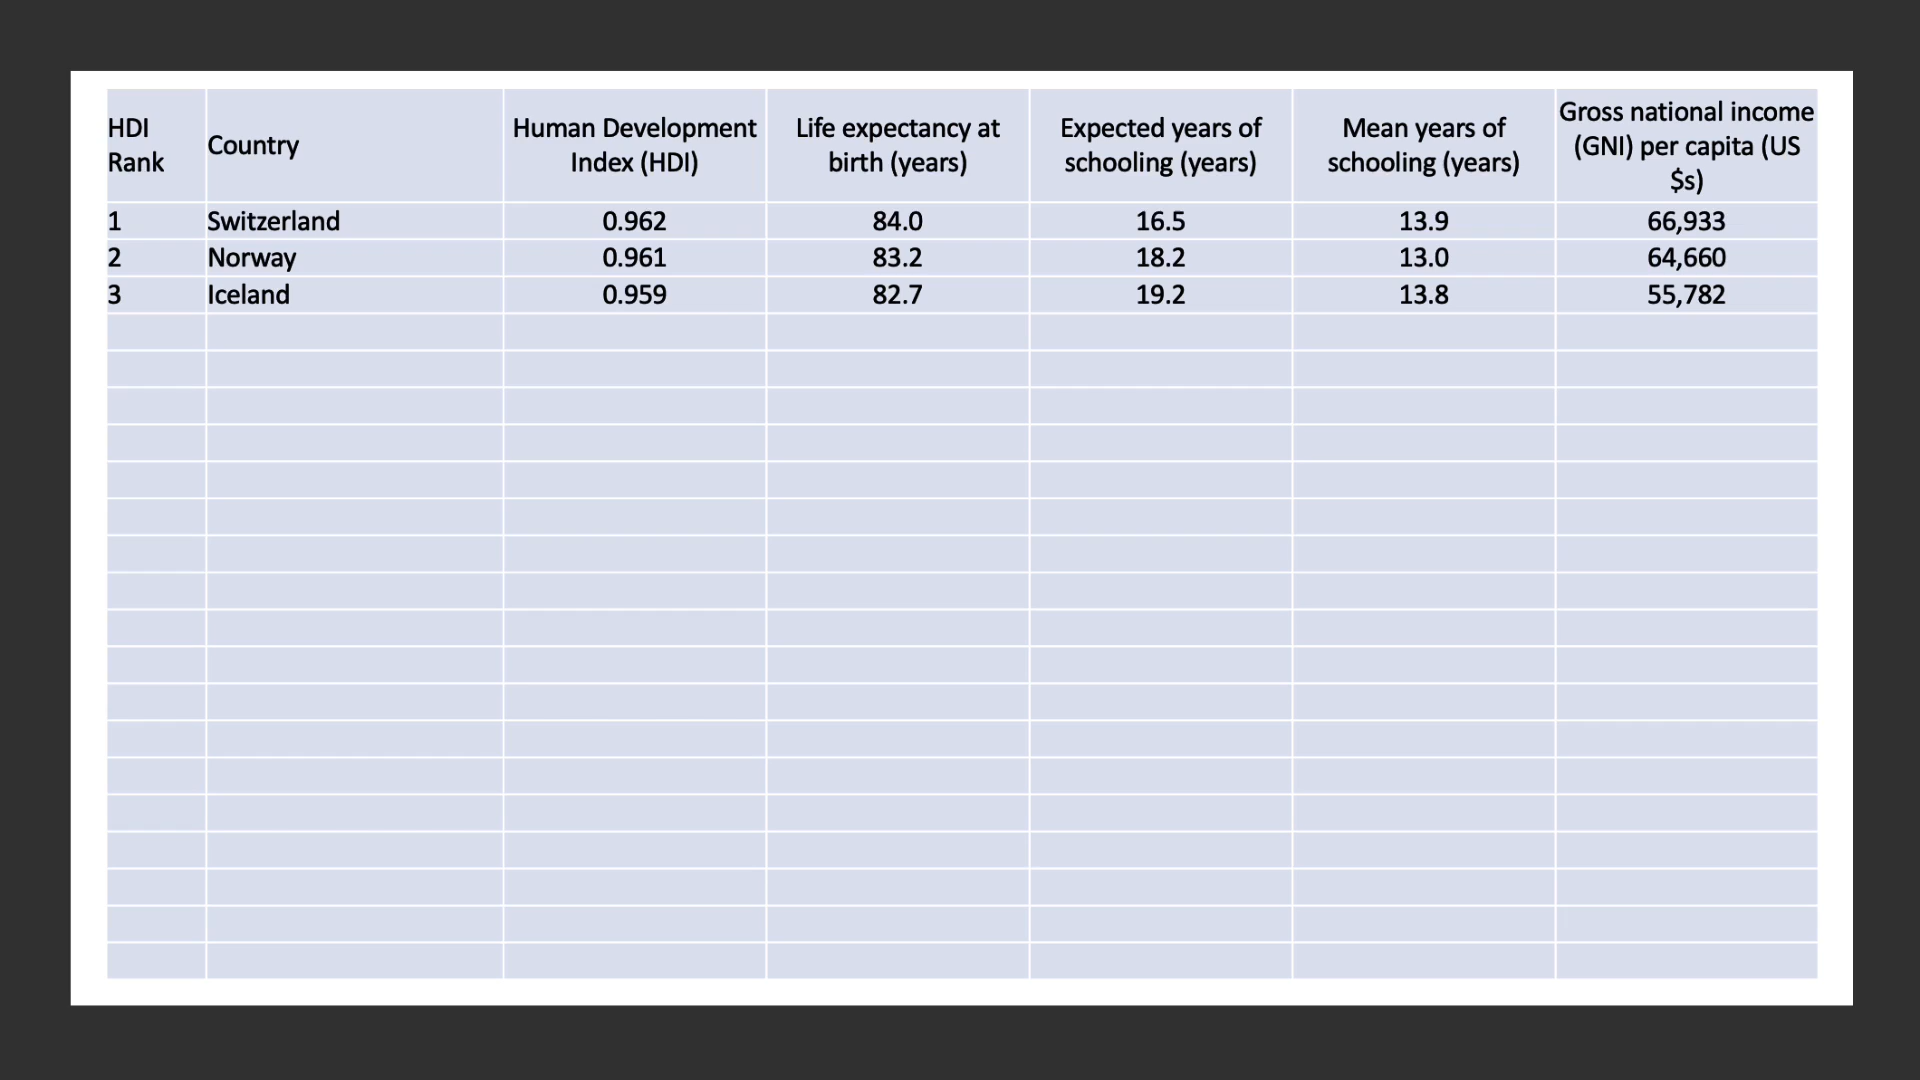 HDI Rank Country Human Development Index (HDI) Life expectancy at birth (years) Expected years of schooling (years) Mean years of schooling (years) Gross national income (GNI) per capita (US $s)
1 Switzerland 0.962 84.0 16.5 13.9 66,933
2 Norway 0.961 83.2 18.2 13.0 64,660
3 Iceland 0.959 82.7 19.2 13.8 55,782